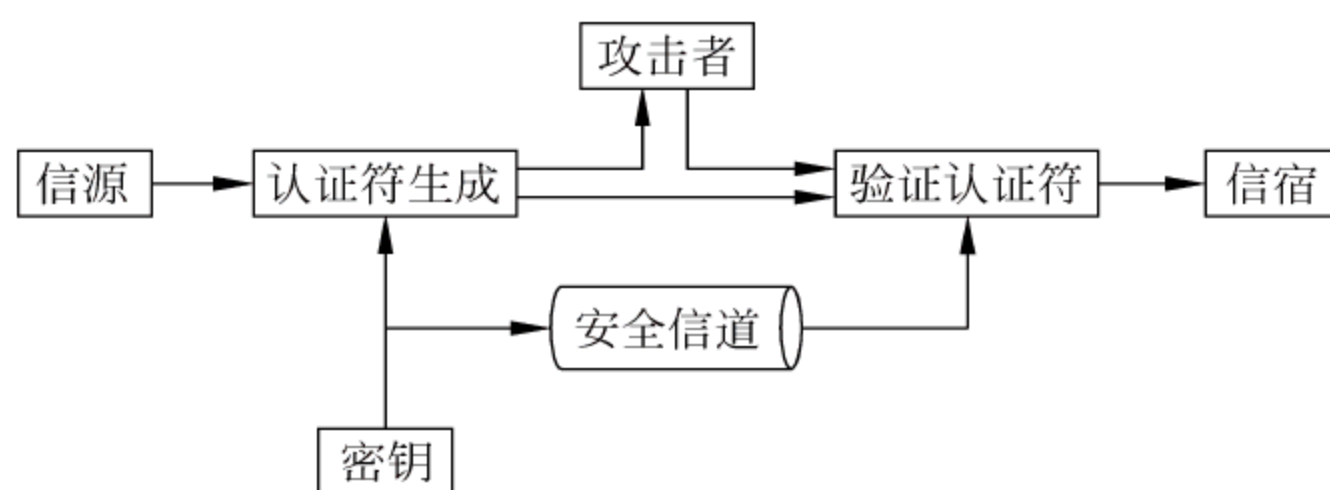 攻击者
信源
认证符生成
验证认证符
信宿
安全信道
密钥